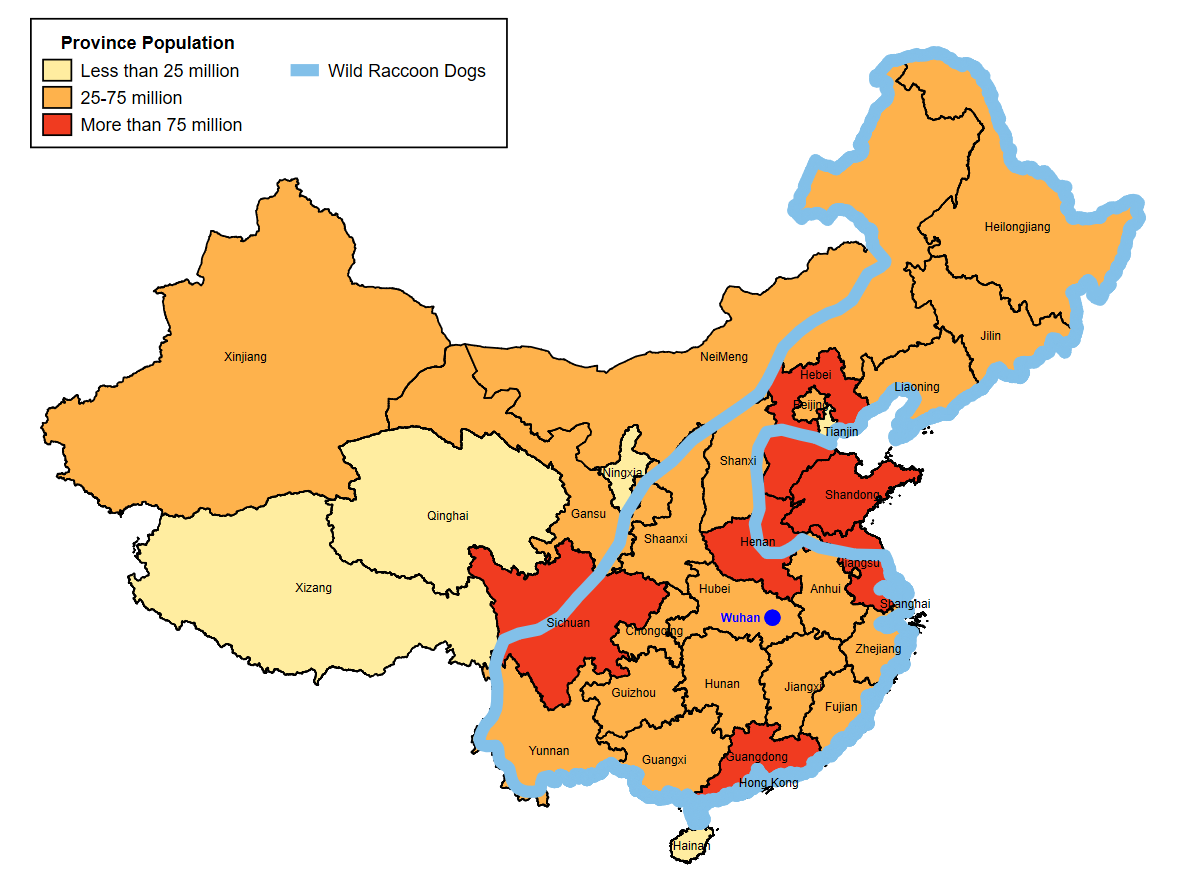 Province Population
Less than 25 million
Wild Raccoon Dogs
25-75 million
More than 75 million
Heilongjiang
Jilin
Xinjiang
NeiMeng
Hebei
Liaoning
Beijing
Tianjin
Shanxi
Ningxia
Shandong
Qinghai
Gansu
Shaanxi
Henan
Jiangsu
Xizang
Hubei
Anhui
Shanghai
Wuhan
Sichuan
Chongqing
Zhejiang
Hunan
Jiangxi
Guizhou
Fujian
Yunnan
Guangxi
Guangdong
Hong Kong
Hainan